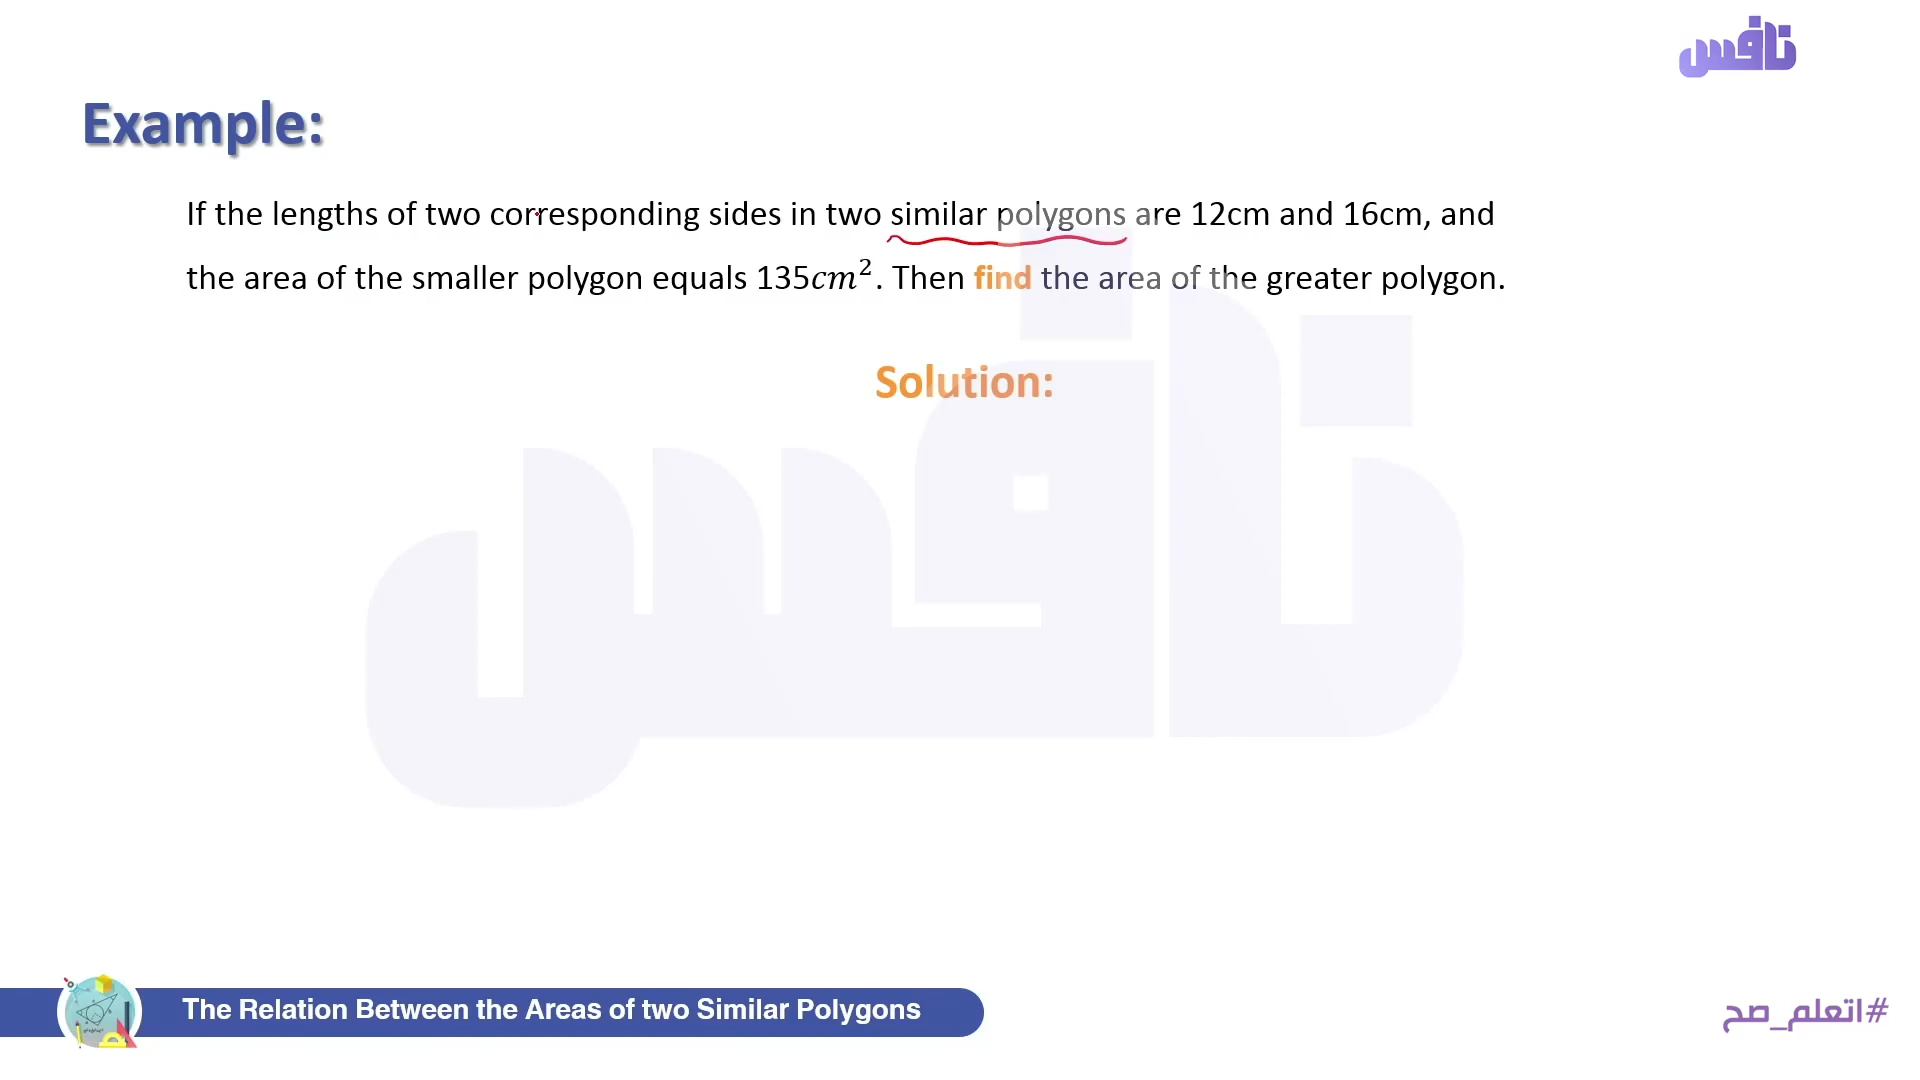 نافس
Example:
If the lengths of two corresponding sides in two similar polygons are 12cm and 16cm, and
the area of the smaller polygon equals 135cm². Then find the area of the greater polygon.
Solution:
نافس
The Relation Between the Areas of two Similar Polygons
#اتعلم_صح